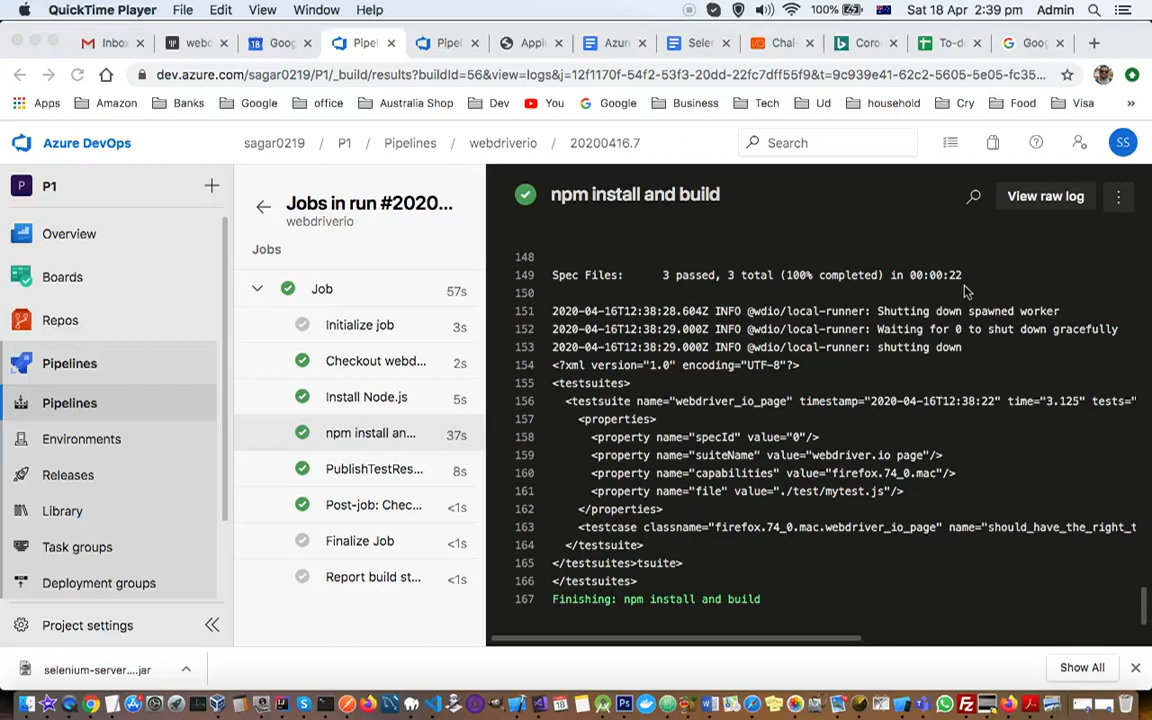 QuickTime Player File Edit View Window Help 100% Sat 18 Apr 2:39 pm Admin
Inbo webc Goog Pipel Pipel Appli Azur Seler Chal Coro To-d Goog
dev.azure.com/sagar0219/P1/_build/results?buildId=56&view=logs&j=12f1170f-54f2-53f3-20dd-22fc7dff55f9&t=9c939e41-62c2-5605-5e05-fc35...
Apps Amazon Banks Google office Australia Shop Dev You Google Business Tech Ud household Cry Food Visa »
Azure DevOps sagar0219 / P1 / Pipelines / webdriverio / 20200416.7 Search SS
P P1
Overview
Boards
Repos
Pipelines
Pipelines
Environments
Releases
Library
Task groups
Deployment groups
Project settings
Jobs in run #2020...
webdriverio
Jobs
Job 57s
Initialize job 3s
Checkout webd... 2s
Install Node.js 5s
npm install an... 37s
PublishTestRes... 8s
Post-job: Chec... <1s
Finalize Job <1s
Report build st... <1s
npm install and build View raw log
148
149 Spec Files: 3 passed, 3 total (100% completed) in 00:00:22
150
151 2020-04-16T12:38:28.604Z INFO @wdio/local-runner: Shutting down spawned worker
152 2020-04-16T12:38:29.000Z INFO @wdio/local-runner: Waiting for 0 to shut down gracefully
153 2020-04-16T12:38:29.000Z INFO @wdio/local-runner: shutting down
154 <?xml version="1.0" encoding="UTF-8"?>
155 <testsuites>
156 <testsuite name="webdriver_io_page" timestamp="2020-04-16T12:38:22" time="3.125" tests="
157 <properties>
158 <property name="specId" value="0"/>
159 <property name="suiteName" value="webdriver.io page"/>
160 <property name="capabilities" value="firefox.74_0.mac"/>
161 <property name="file" value="./test/mytest.js"/>
162 </properties>
163 <testcase classname="firefox.74_0.mac.webdriver_io_page" name="should_have_the_right_t
164 </testsuite>
165 </testsuites>tsuite>
166 </testsuites>
167 Finishing: npm install and build
selenium-server....jar Show All